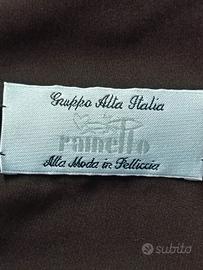 Gruppo Alta Italia
ramello
Alta Moda in Pelliccia
subito